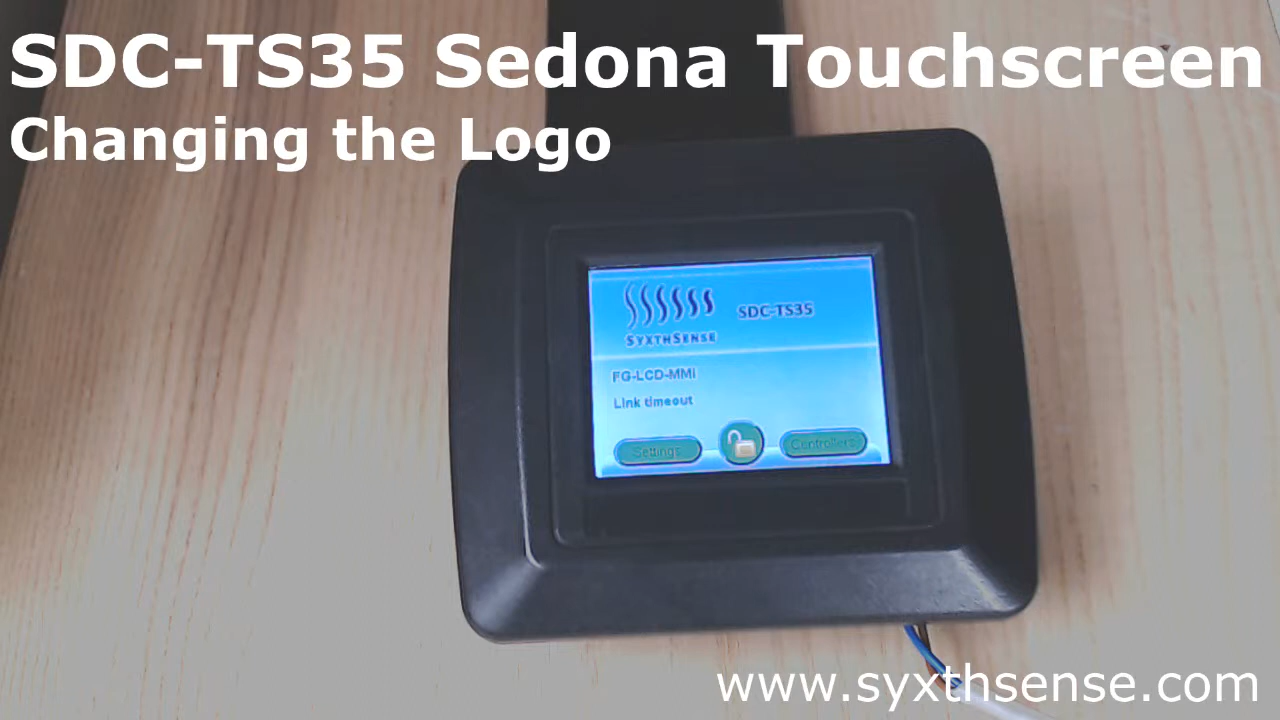 SDC-TS35 Sedona Touchscreen
Changing the Logo
SDC-TS35
SYXTHSENSE
FG-LCD-MMI
Link timeout
Settings
Controllers
www.syxthsense.com